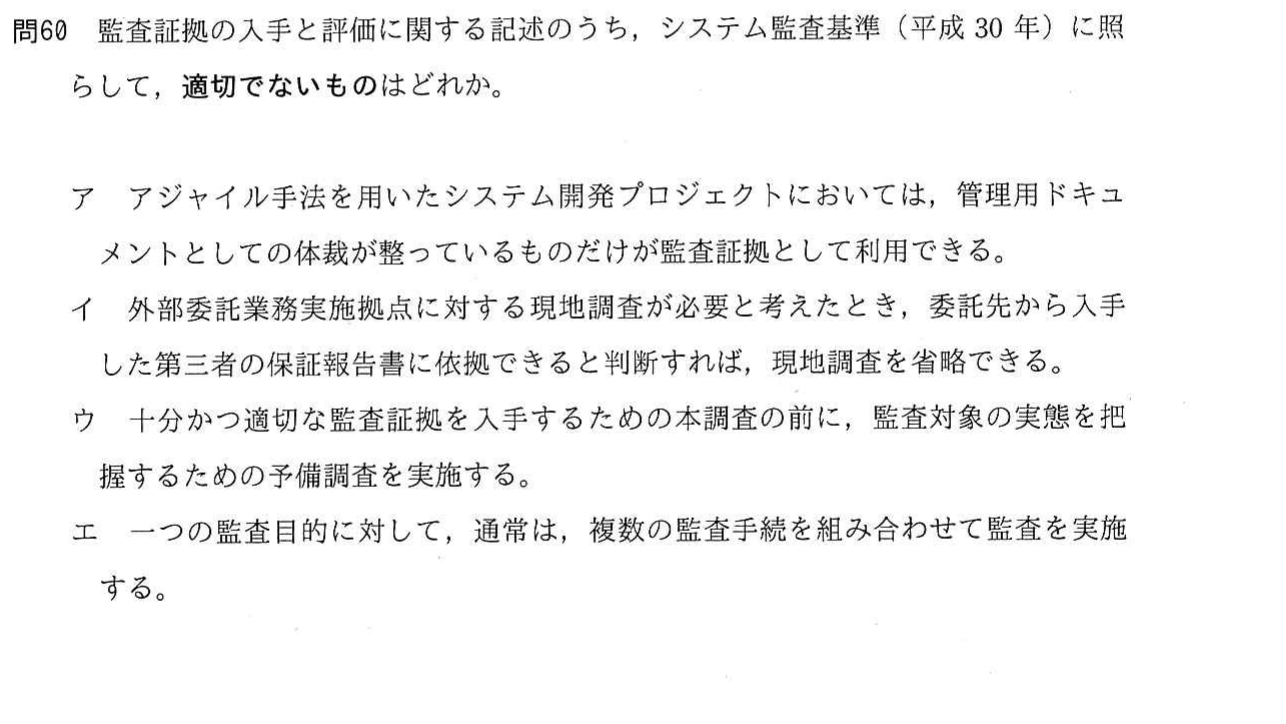 問60 監査証拠の入手と評価に関する記述のうち，システム監査基準（平成 30 年）に照
らして，適切でないものはどれか。
ア アジャイル手法を用いたシステム開発プロジェクトにおいては，管理用ドキュ
メントとしての体裁が整っているものだけが監査証拠として利用できる。
イ 外部委託業務実施拠点に対する現地調査が必要と考えたとき，委託先から入手
した第三者の保証報告書に依拠できると判断すれば，現地調査を省略できる。
ウ 十分かつ適切な監査証拠を入手するための本調査の前に，監査対象の実態を把
握するための予備調査を実施する。
エ 一つの監査目的に対して，通常は，複数の監査手続を組み合わせて監査を実施
する。